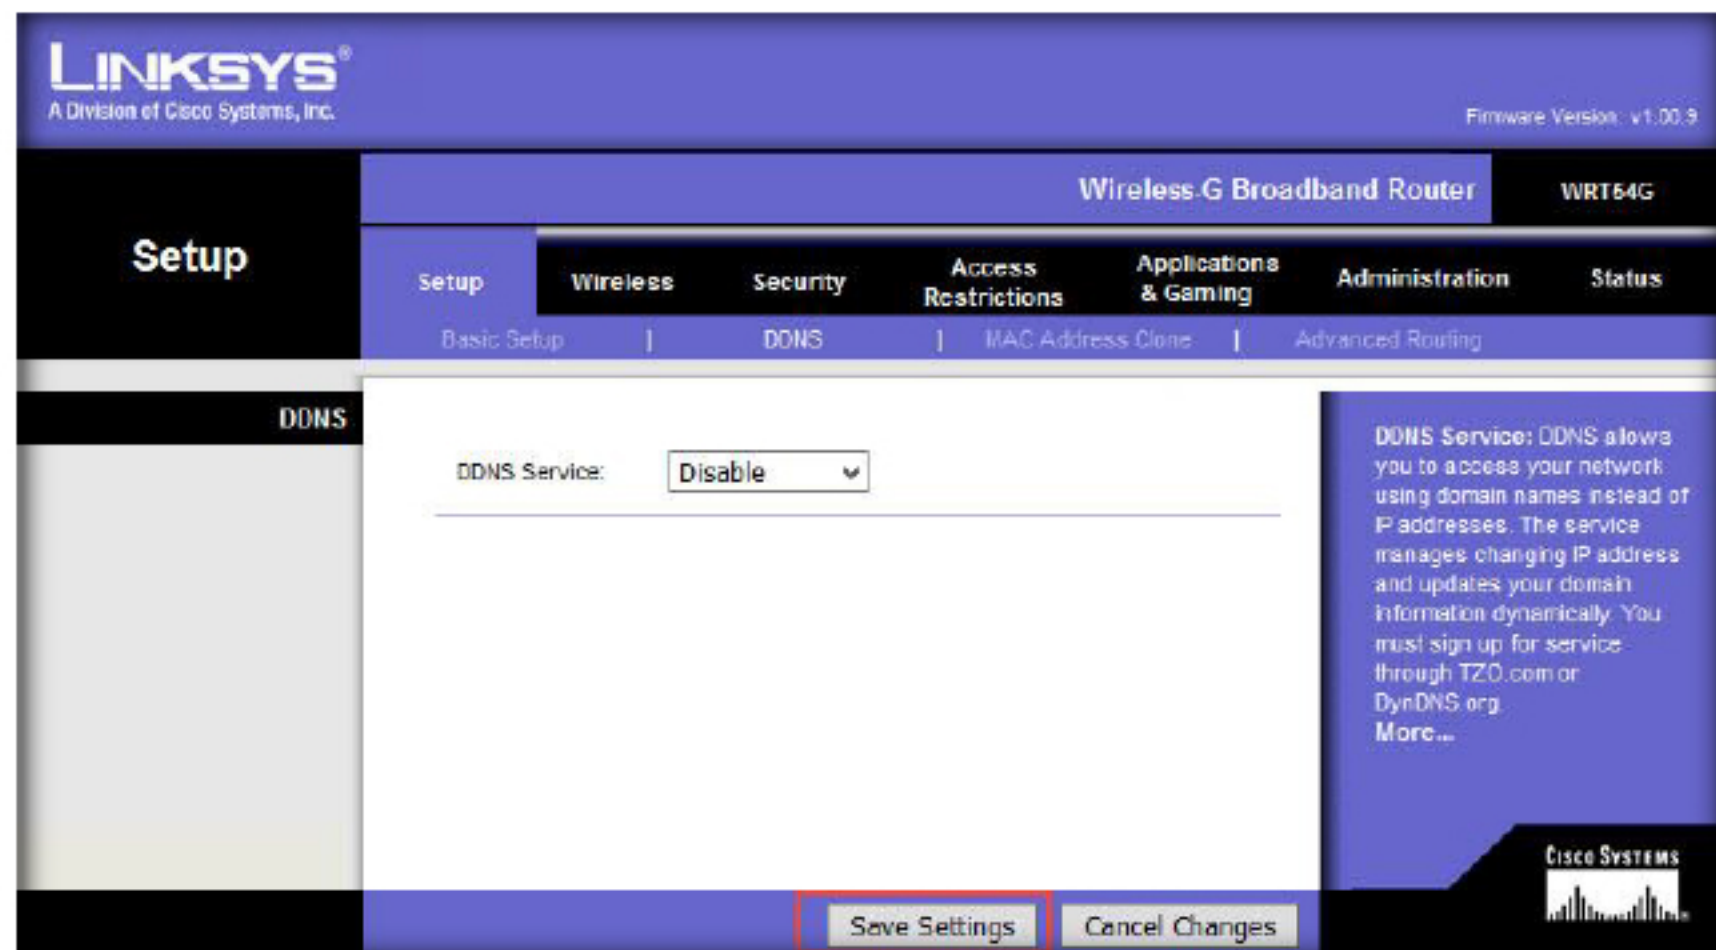 LINKSYS®
A Division of Cisco Systems, Inc.
Firmware Version: v1.00.9
Wireless-G Broadband Router
WRT54G
Setup
Setup
Wireless
Security
Access
Restrictions
Applications
& Gaming
Administration
Status
Basic Setup | DDNS | MAC Address Clone | Advanced Routing
DDNS
DDNS Service: Disable
DDNS Service: DDNS allows
you to access your network
using domain names instead of
IP addresses. The service
manages changing IP address
and updates your domain
information dynamically. You
must sign up for service
through TZO.com or
DynDNS.org.
More...
CISCO SYSTEMS
Save Settings
Cancel Changes